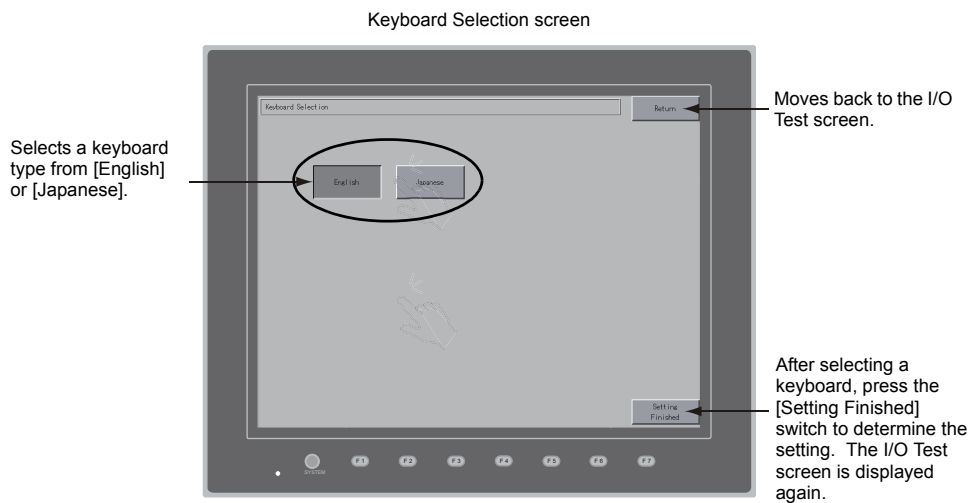 Keyboard Selection screen
Keyboard Selection
Return
Moves back to the I/O
Test screen.
Selects a keyboard
type from [English]
or [Japanese].
English
Japanese
After selecting a
keyboard, press the
[Setting Finished]
switch to determine the
setting. The I/O Test
screen is displayed
again.
Setting
Finished
SYSTEM
F1
F2
F3
F4
F5
F6
F7